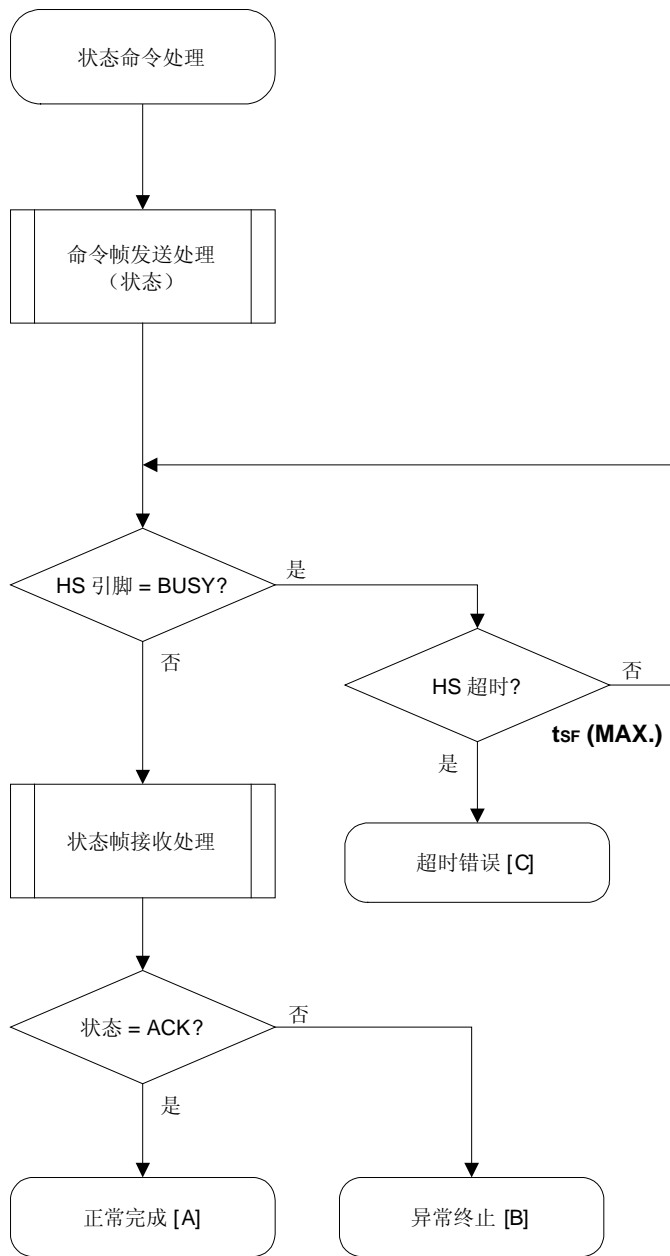 状态命令处理
命令帧发送处理
（状态）
HS 引脚 = BUSY?
是
否
HS 超时?
否
tSF (MAX.)
是
状态帧接收处理
超时错误 [C]
状态 = ACK?
否
是
正常完成 [A]
异常终止 [B]